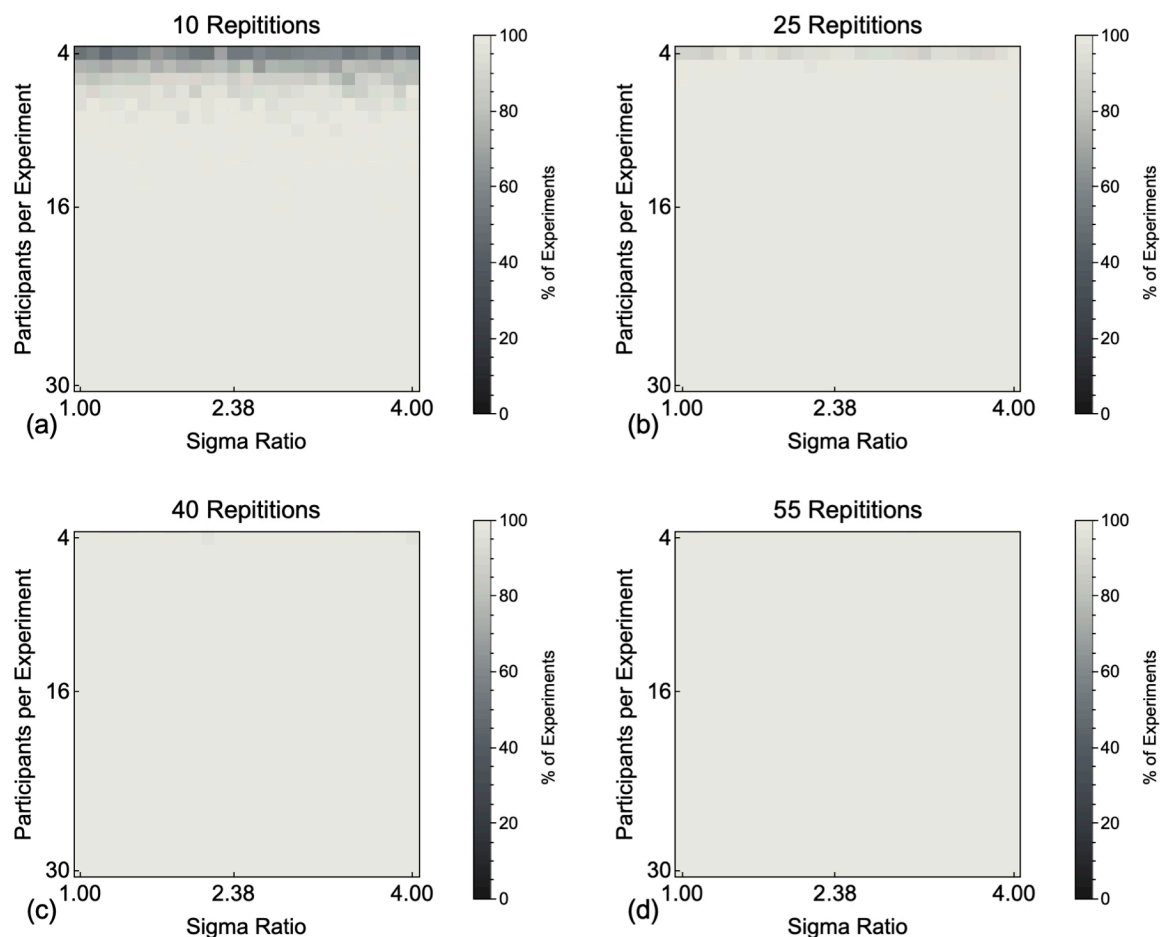 10 Repititions
4
16
30
1.00 2.38 4.00
Sigma Ratio
Participants per Experiment
100
80
60
40
20
0
% of Experiments
(a)
25 Repititions
4
16
30
1.00 2.38 4.00
Sigma Ratio
Participants per Experiment
100
80
60
40
20
0
% of Experiments
(b)
40 Repititions
4
16
30
1.00 2.38 4.00
Sigma Ratio
Participants per Experiment
100
80
60
40
20
0
% of Experiments
(c)
55 Repititions
4
16
30
1.00 2.38 4.00
Sigma Ratio
Participants per Experiment
100
80
60
40
20
0
% of Experiments
(d)